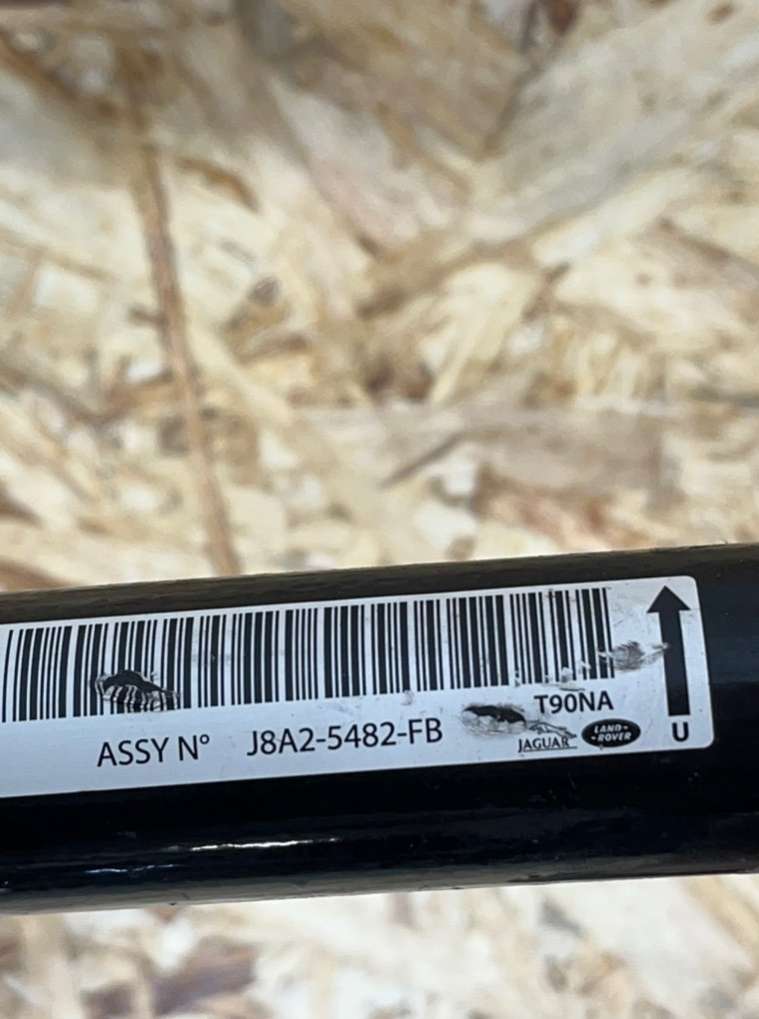 T90NA
ASSY N° J8A2-5482-FB
JAGUAR LAND-ROVER U